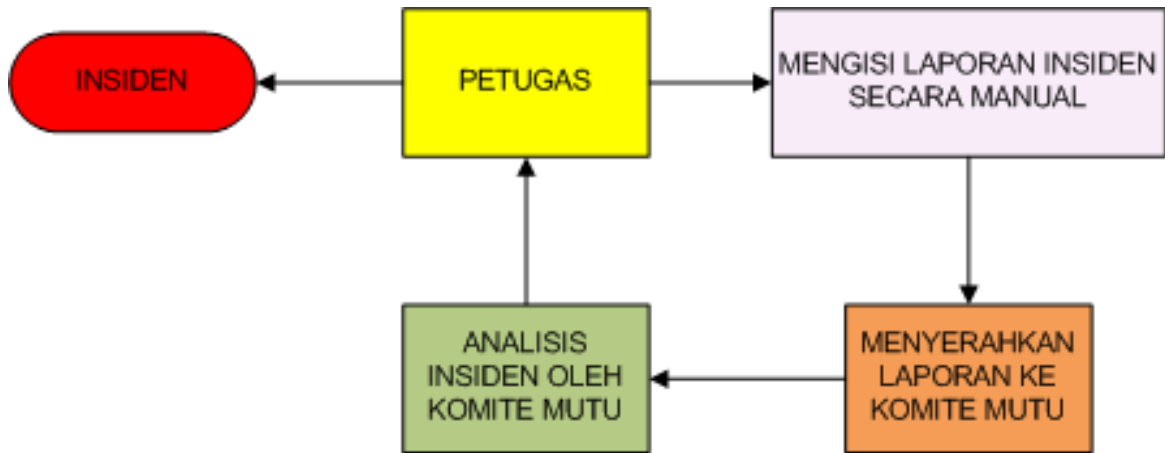 INSIDEN
PETUGAS
MENGISI LAPORAN INSIDEN
SECARA MANUAL
ANALISIS
INSIDEN OLEH
KOMITE MUTU
MENYERAHKAN
LAPORAN KE
KOMITE MUTU